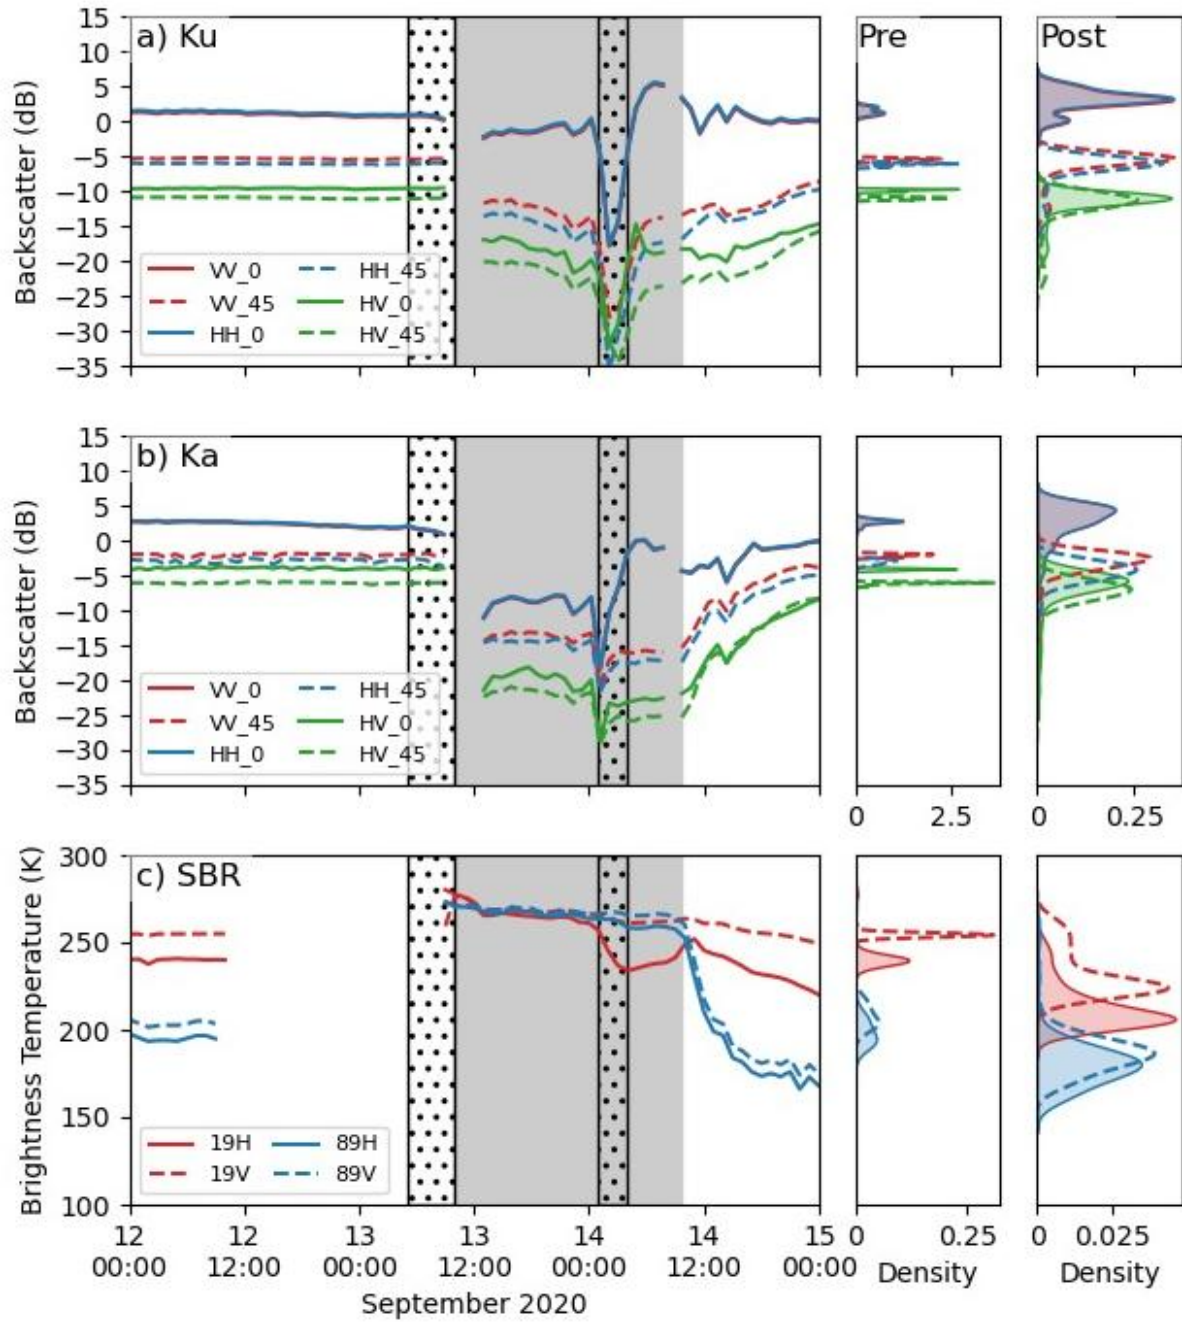 a) Ku
Pre
Post
Backscatter (dB)
15
10
5
0
−5
−10
−15
−20
−25
−30
−35
VV_0
VV_45
HH_0
HH_45
HV_0
HV_45
0.25
b) Ka
Backscatter (dB)
15
10
5
0
−5
−10
−15
−20
−25
−30
−35
VV_0
VV_45
HH_0
HH_45
HV_0
HV_45
0 2.5
0 0.25
c) SBR
Brightness Temperature (K)
300
250
200
150
100
19H
19V
89H
89V
12 12 13 13 14 14 15
00:00 12:00 00:00 12:00 00:00 12:00 00:00
September 2020
0 0.25
Density
0 0.025
Density